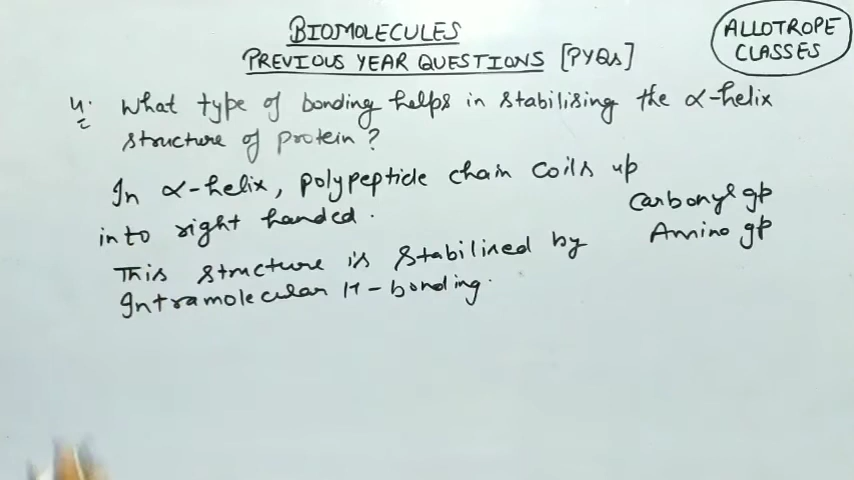 BIOMOLECULES
PREVIOUS YEAR QUESTIONS [PYQs]
ALLOTROPE
CLASSES
4. What type of bonding helps in stabilising the α-helix
structure of protein?
In α-helix, polypeptide chain coils up
into right handed.
Carbonyl gp
Amino gp
This structure is stabilised by
Intramolecular H-bonding.